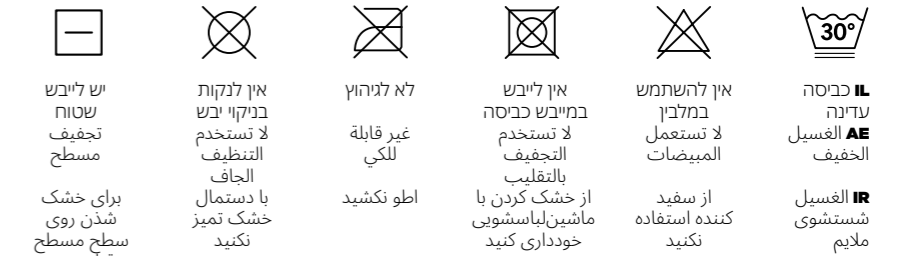 30°
IL כביסה
עדינה
AE الغسيل
الخفيف
IR الغسيل
شستشوی
ملایم
אין להשתמש
במלבין
لا تستعمل
المبيضات
از سفید
کننده استفاده
نکنید
אין לייבש
במייבש כביסה
لا تستخدم
التجفيف
بالتقليب
از خشک کردن با
ماشین‌لباسشویی
خودداری کنید
לא לגיהוץ
غير قابلة
للكي
اطو نکشید
אין לנקות
בניקוי יבש
لا تستخدم
التنظيف
الجاف
با دستمال
خشک تمیز
نکنید
יש לייבש
שטוח
تجفيف
مسطح
برای خشک
شذن روی
سطح مسطح